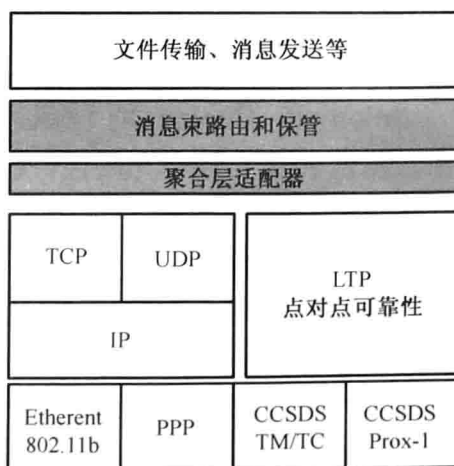 文件传输、消息发送等
消息束路由和保管
聚合层适配器
TCP
UDP
IP
LTP
点对点可靠性
Etherent
802.11b
PPP
CCSDS
TM/TC
CCSDS
Prox-1